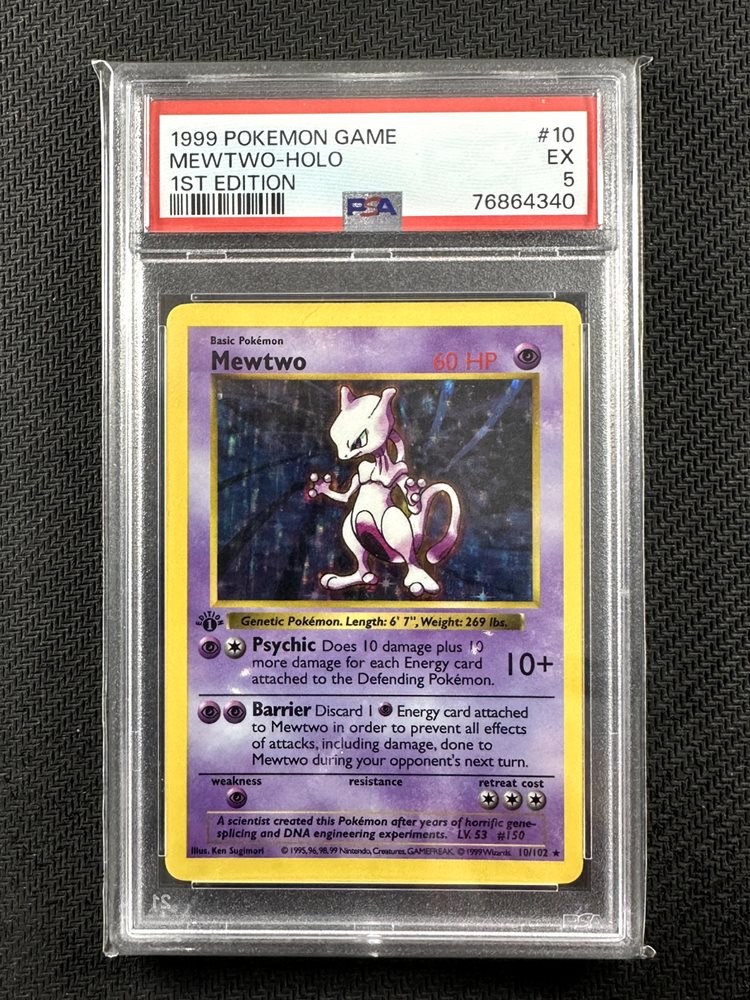 1999 POKEMON GAME #10
MEWTWO-HOLO EX
1ST EDITION 5
PSA 76864340
Basic Pokémon
Mewtwo 60 HP
EDITION
1
Genetic Pokémon. Length: 6' 7", Weight: 269 lbs.
Psychic Does 10 damage plus 10
more damage for each Energy card
attached to the Defending Pokémon.
10+
Barrier Discard 1 Energy card attached
to Mewtwo in order to prevent all effects
of attacks, including damage, done to
Mewtwo during your opponent's next turn.
weakness resistance retreat cost
A scientist created this Pokémon after years of horrific gene-
splicing and DNA engineering experiments. LV. 53 #150
Illus. Ken Sugimori ©1995, 96, 98, 99 Nintendo, Creatures, GAMEFREAK. ©1999 Wizards. 10/102 ★
PSA